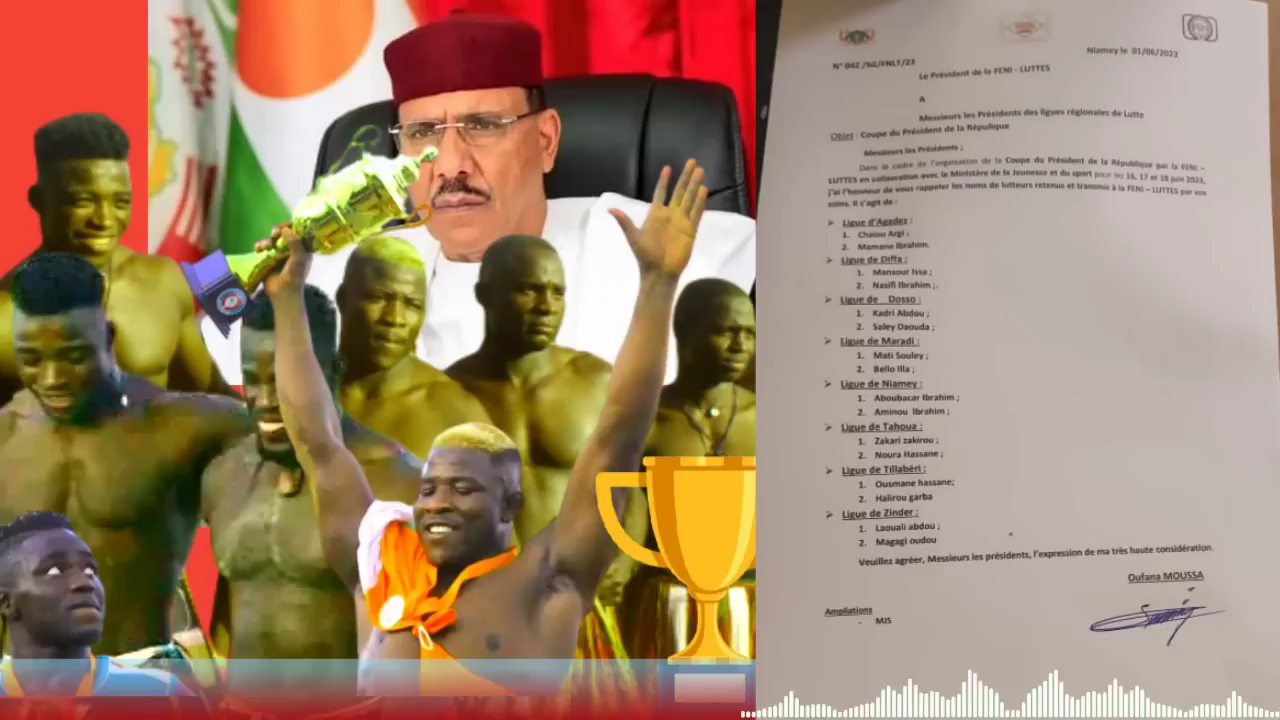 Niamey le 01/06/2023
N° 042 /SG/FNLT/23
Le Président de la FENI - LUTTES
A
Messieurs les Présidents des ligues régionales de Lutte
Objet : Coupe du Président de la Républque
Messieurs les Présidents ;
Dans le cadre de l'organsation de la Coupe du Président de la République par la FENI –
LUTTES en collaoration avec le Ministère de la Jeunesse et du sport pour les 16, 17 et 18 juin 2023,
j'ai l'honneur de vous rappeler les noms de lutteurs retenus et transmis à la FENI – LUTTES par vos
soins. Il s'agit de :
➢ Ligue d'Agadez :
1. Chaiou Argi ;
2. Mamane Ibrahim.
➢ Ligue de Diffa :
1. Mansour Issa ;
2. Nasifi Ibrahim ;.
➢ Ligue de Dosso :
1. Kadri Abdou ;
2. Saley Daouda ;
➢ Ligue de Maradi :
1. Mati Souley ;
2. Bello Illa ;
➢ Ligue de Niamey :
1. Aboubacar Ibrahim ;
2. Aminou Ibrahim ;
➢ Ligue de Tahoua :
1. Zakari zakirou ;
2. Noura Hassane ;
➢ Ligue de Tillabéri :
1. Ousmane hassane;
2. Halirou garba
➢ Ligue de Zinder :
1. Laouali abdou ;
2. Magagi oudou
Veuillez agréer, Messieurs les présidents, l'expression de ma très haute considération.
Oufana MOUSSA
Ampliations
- MJS